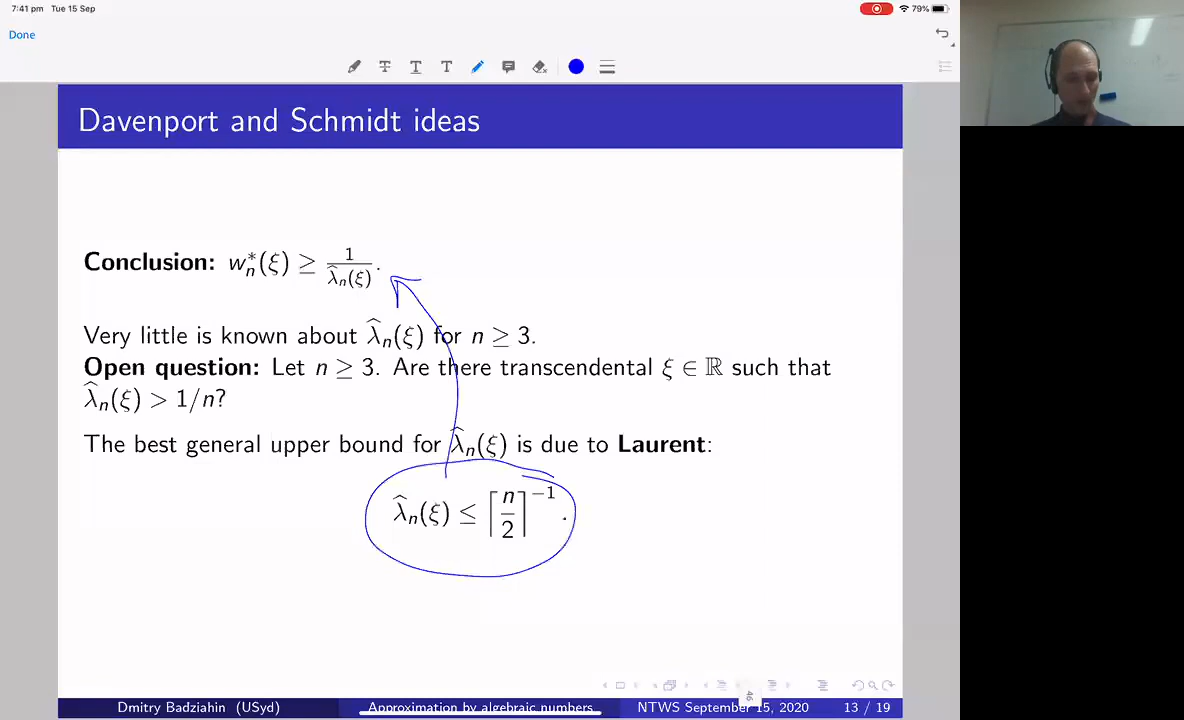 7:41 pm Tue 15 Sep
79%
Done
Davenport and Schmidt ideas
Conclusion: w*ₙ(ξ) ≥ 1/λ̂ₙ(ξ).
Very little is known about λ̂ₙ(ξ) for n ≥ 3.
Open question: Let n ≥ 3. Are there transcendental ξ ∈ ℝ such that
λ̂ₙ(ξ) > 1/n?
The best general upper bound for λ̂ₙ(ξ) is due to Laurent:
λ̂ₙ(ξ) ≤ ⌈n/2⌉⁻¹.
46
Dmitry Badziahin (USyd) Approximation by algebraic numbers NTWS September 15, 2020 13 / 19